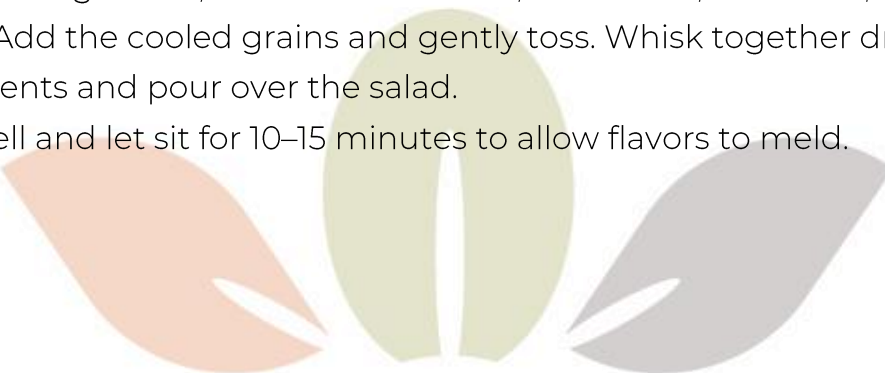 Add the cooled grains and gently toss. Whisk together
ents and pour over the salad.
ell and let sit for 10–15 minutes to allow flavors to meld.